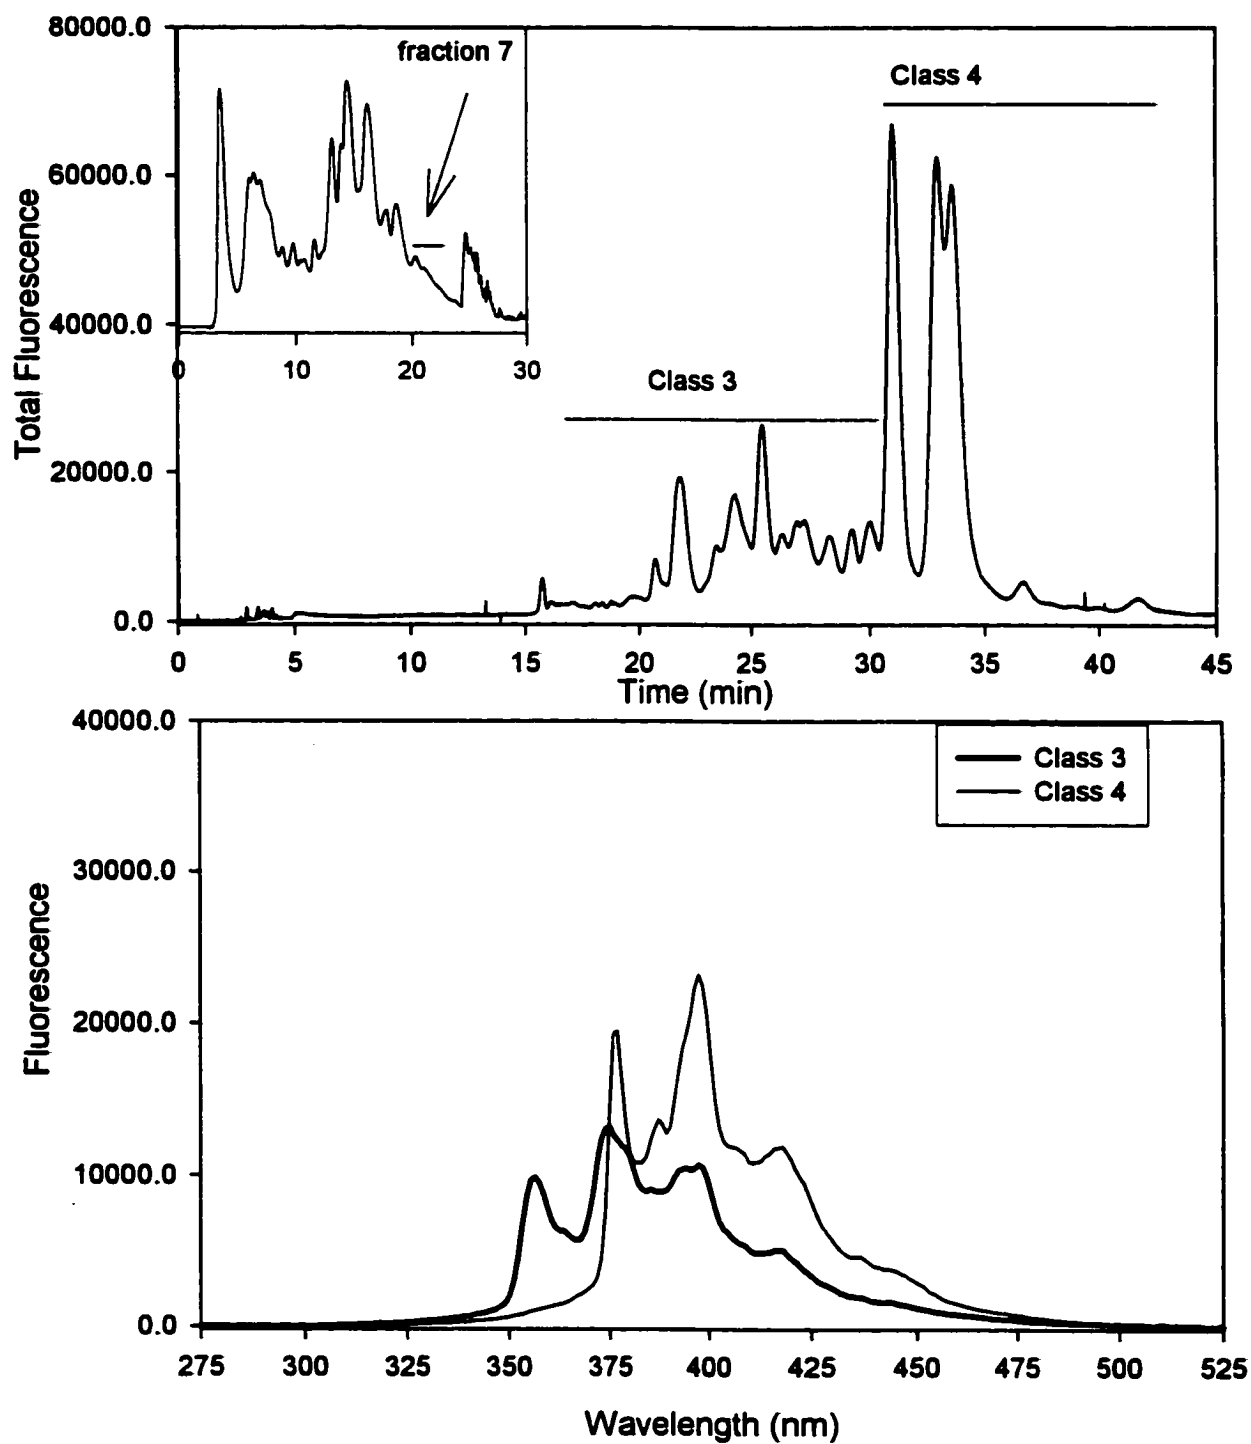 80000.0
60000.0
40000.0
20000.0
0.0
Total Fluorescence
fraction 7
0 10 20 30
Class 4
Class 3
0 5 10 15 20 25 30 35 40 45
Time (min)
40000.0
30000.0
20000.0
10000.0
0.0
Fluorescence
Class 3
Class 4
275 300 325 350 375 400 425 450 475 500 525
Wavelength (nm)